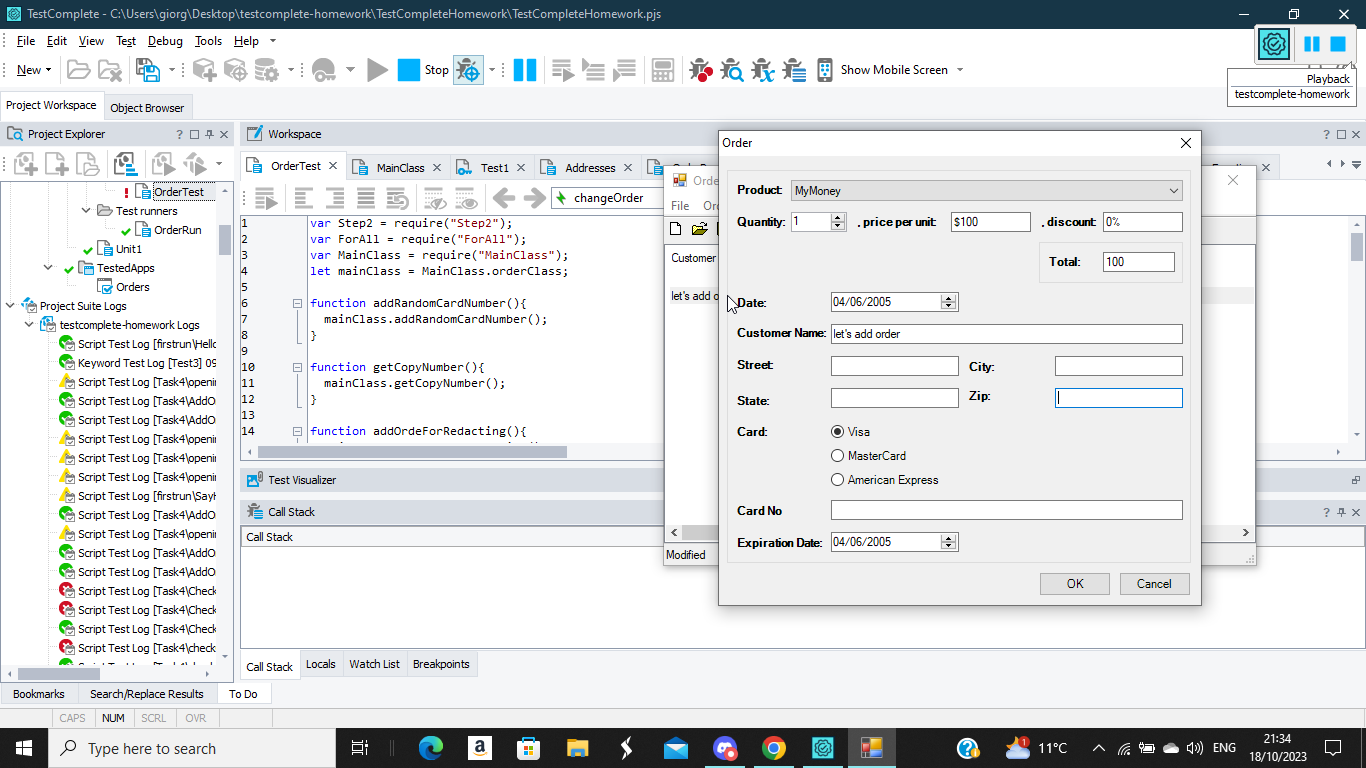 TestComplete - C:\Users\giorg\Desktop\testcomplete-homework\TestCompleteHomework\TestCompleteHomework.pjs
File Edit View Test Debug Tools Help
New Stop Show Mobile Screen
Playback
testcomplete-homework
Project Workspace Object Browser
Project Explorer
OrderTest
Test runners
OrderRun
Unit1
TestedApps
Orders
Project Suite Logs
testcomplete-homework Logs
Script Test Log [firstrun\Hello
Keyword Test Log [Test3] 09
Script Test Log [Task4\openi
Script Test Log [Task4\AddO
Script Test Log [Task4\AddO
Script Test Log [Task4\openi
Script Test Log [Task4\openi
Script Test Log [Task4\openi
Script Test Log [firstrun\SayH
Script Test Log [Task4\AddO
Script Test Log [Task4\openi
Script Test Log [Task4\AddO
Script Test Log [Task4\AddO
Script Test Log [Task4\Check
Script Test Log [Task4\Check
Script Test Log [Task4\Check
Script Test Log [Task4\check
Workspace
OrderTest MainClass Test1 Addresses
changeOrder
1 var Step2 = require("Step2");
2 var ForAll = require("ForAll");
3 var MainClass = require("MainClass");
4 let mainClass = MainClass.orderClass;
5
6 function addRandomCardNumber(){
7 mainClass.addRandomCardNumber();
8 }
9
10 function getCopyNumber(){
11 mainClass.getCopyNumber();
12 }
13
14 function addOrdeForRedacting(){
Test Visualizer
Call Stack
Call Stack
Call Stack Locals Watch List Breakpoints
Orde
File Or
Customer
let's add o
Modified
Order
Product: MyMoney
Quantity: 1 , price per unit: $100 , discount: 0%
Total: 100
Date: 04/06/2005
Customer Name: let's add order
Street: City:
State: Zip:
Card: Visa
MasterCard
American Express
Card No
Expiration Date: 04/06/2005
OK Cancel
Bookmarks Search/Replace Results To Do
CAPS NUM SCRL OVR
Type here to search
1 11°C ENG 21:34
18/10/2023